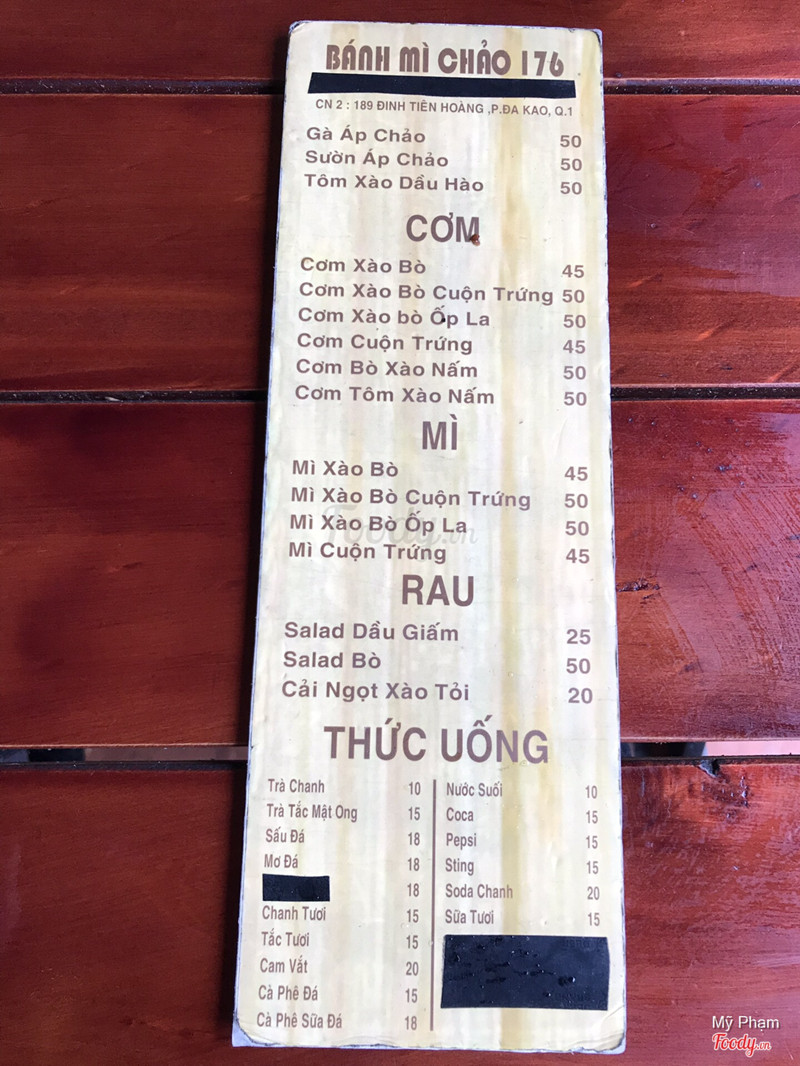 BÁNH MÌ CHẢO 176
CN 2 : 189 ĐINH TIÊN HOÀNG ,P.ĐA KAO, Q.1
Gà Áp Chảo 50
Sườn Áp Chảo 50
Tôm Xào Dầu Hào 50
CƠM
Cơm Xào Bò 45
Cơm Xào Bò Cuộn Trứng 50
Cơm Xào bò Ốp La 50
Cơm Cuộn Trứng 45
Cơm Bò Xào Nấm 50
Cơm Tôm Xào Nấm 50
MÌ
Mì Xào Bò 45
Mì Xào Bò Cuộn Trứng 50
Mì Xào Bò Ốp La 50
Mì Cuộn Trứng 45
Foody.vn
RAU
Salad Dầu Giấm 25
Salad Bò 50
Cải Ngọt Xào Tỏi 20
THỨC UỐNG
Trà Chanh 10
Trà Tắc Mật Ong 15
Sấu Đá 18
Mơ Đá 18
18
Chanh Tươi 15
Tắc Tươi 15
Cam Vắt 20
Cà Phê Đá 15
Cà Phê Sữa Đá 18
Nước Suối 10
Coca 15
Pepsi 15
Sting 15
Soda Chanh 20
Sữa Tươi 15
Mỹ Phạm
Foody.vn